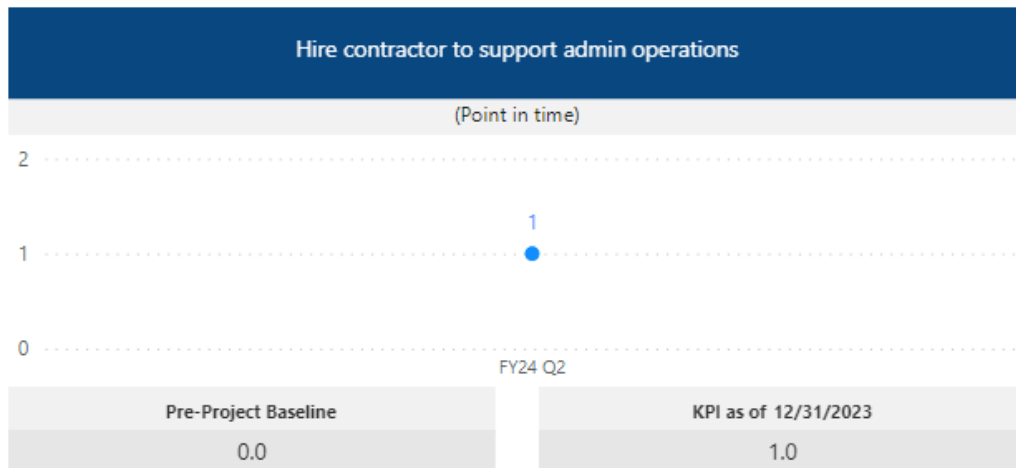 Hire contractor to support admin operations
(Point in time)
2
1
1
0
FY24 Q2
Pre-Project Baseline
KPI as of 12/31/2023
0.0
1.0